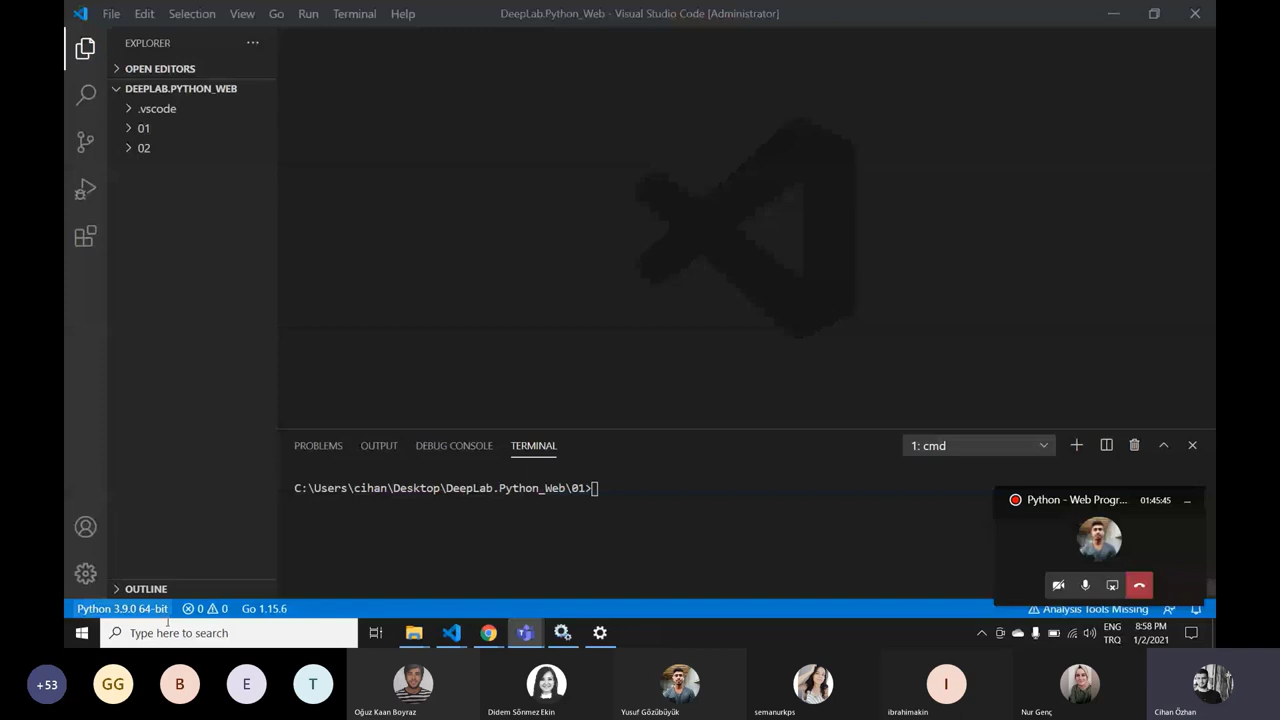 File Edit Selection View Go Run Terminal Help DeepLab.Python_Web - Visual Studio Code [Administrator]
EXPLORER
OPEN EDITORS
DEEPLAB.PYTHON_WEB
.vscode
01
02
PROBLEMS OUTPUT DEBUG CONSOLE TERMINAL 1: cmd
C:\Users\cihan\Desktop\DeepLab.Python_Web\01>
Python - Web Progr... 01:45:45
OUTLINE
Python 3.9.0 64-bit 0 0 Go 1.15.6 Analysis Tools Missing
Type here to search
ENG
TRQ
8:58 PM
1/2/2021
+53 GG B E T I
Oğuz Kaan Boyraz Didem Sönmez Ekin Yusuf Gözübüyük semanurkps ibrahimakin Nur Genç Cihan Özhan